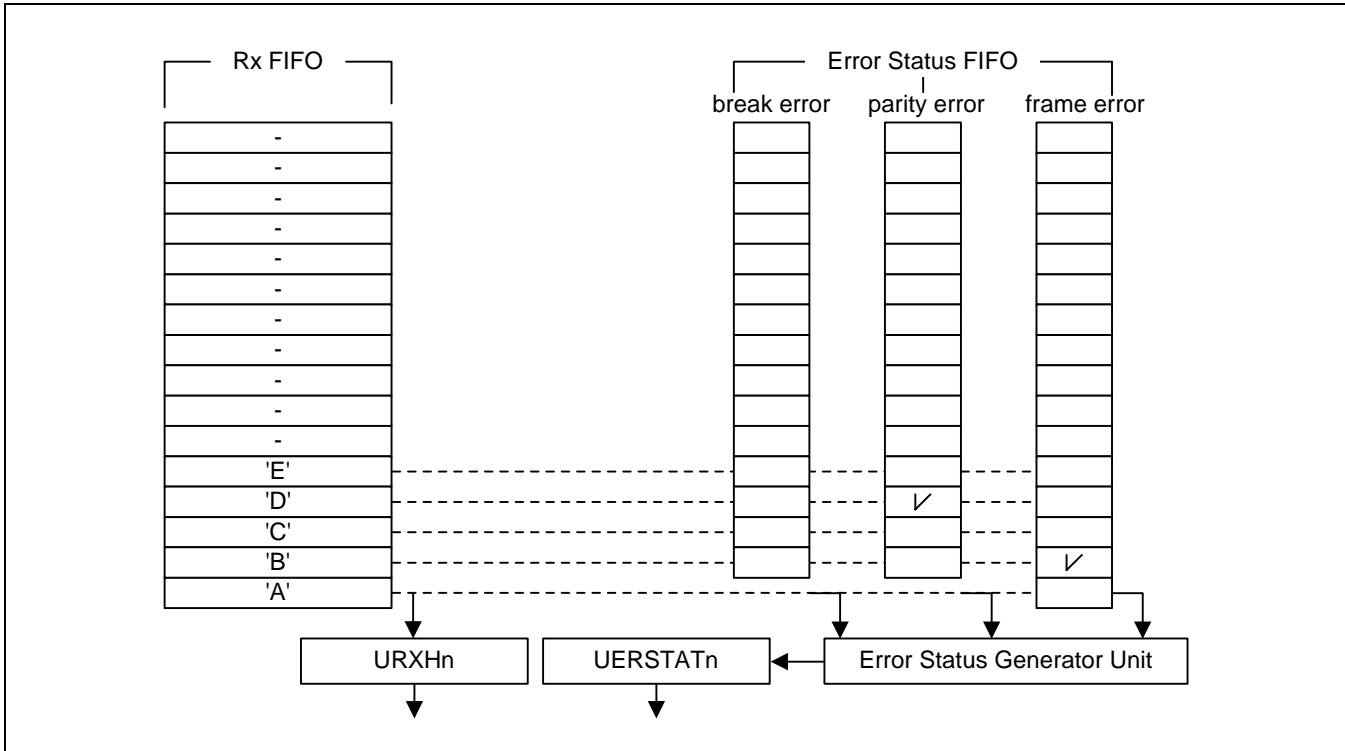 Rx FIFO
Error Status FIFO
break error parity error frame error
-
-
-
-
-
-
-
-
-
-
-
'E'
'D'
'C'
'B'
'A'
URXHn UERSTATn Error Status Generator Unit